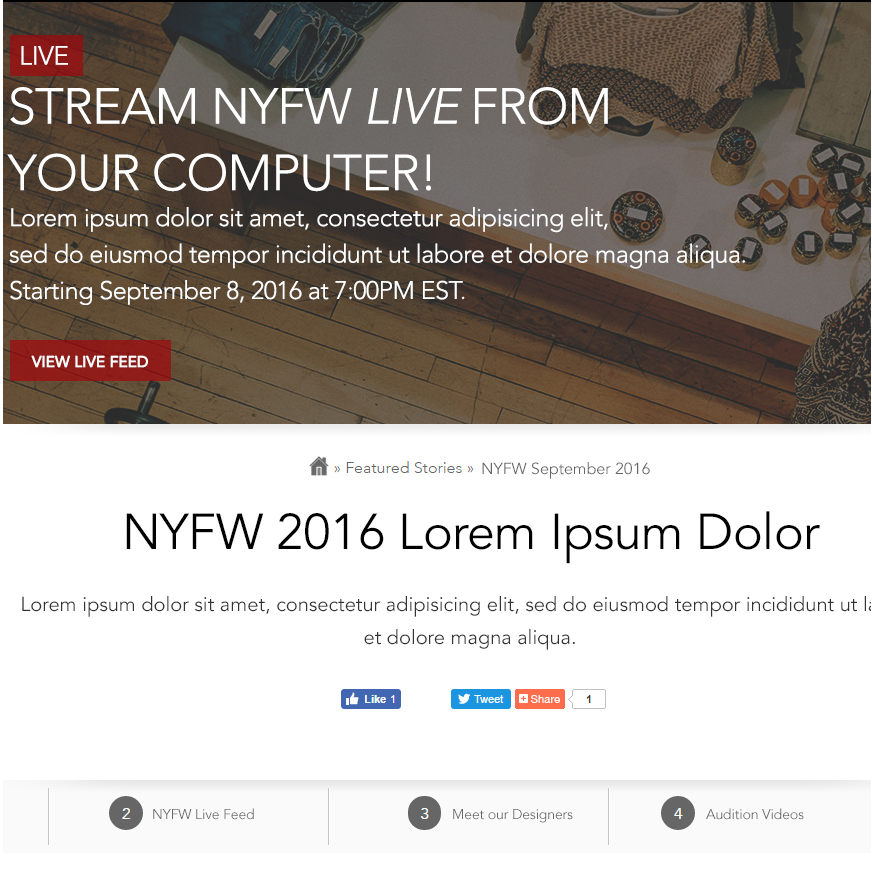 LIVE
STREAM NYFW LIVE FROM
YOUR COMPUTER!
Lorem ipsum dolor sit amet, consectetur adipisicing elit,
sed do eiusmod tempor incididunt ut labore et dolore magna aliqua.
Starting September 8, 2016 at 7:00PM EST.
VIEW LIVE FEED
» Featured Stories » NYFW September 2016
NYFW 2016 Lorem Ipsum Dolor
Lorem ipsum dolor sit amet, consectetur adipisicing elit, sed do eiusmod tempor incididunt ut
et dolore magna aliqua.
Like 1 Tweet Share 1
2 NYFW Live Feed 3 Meet our Designers 4 Audition Videos